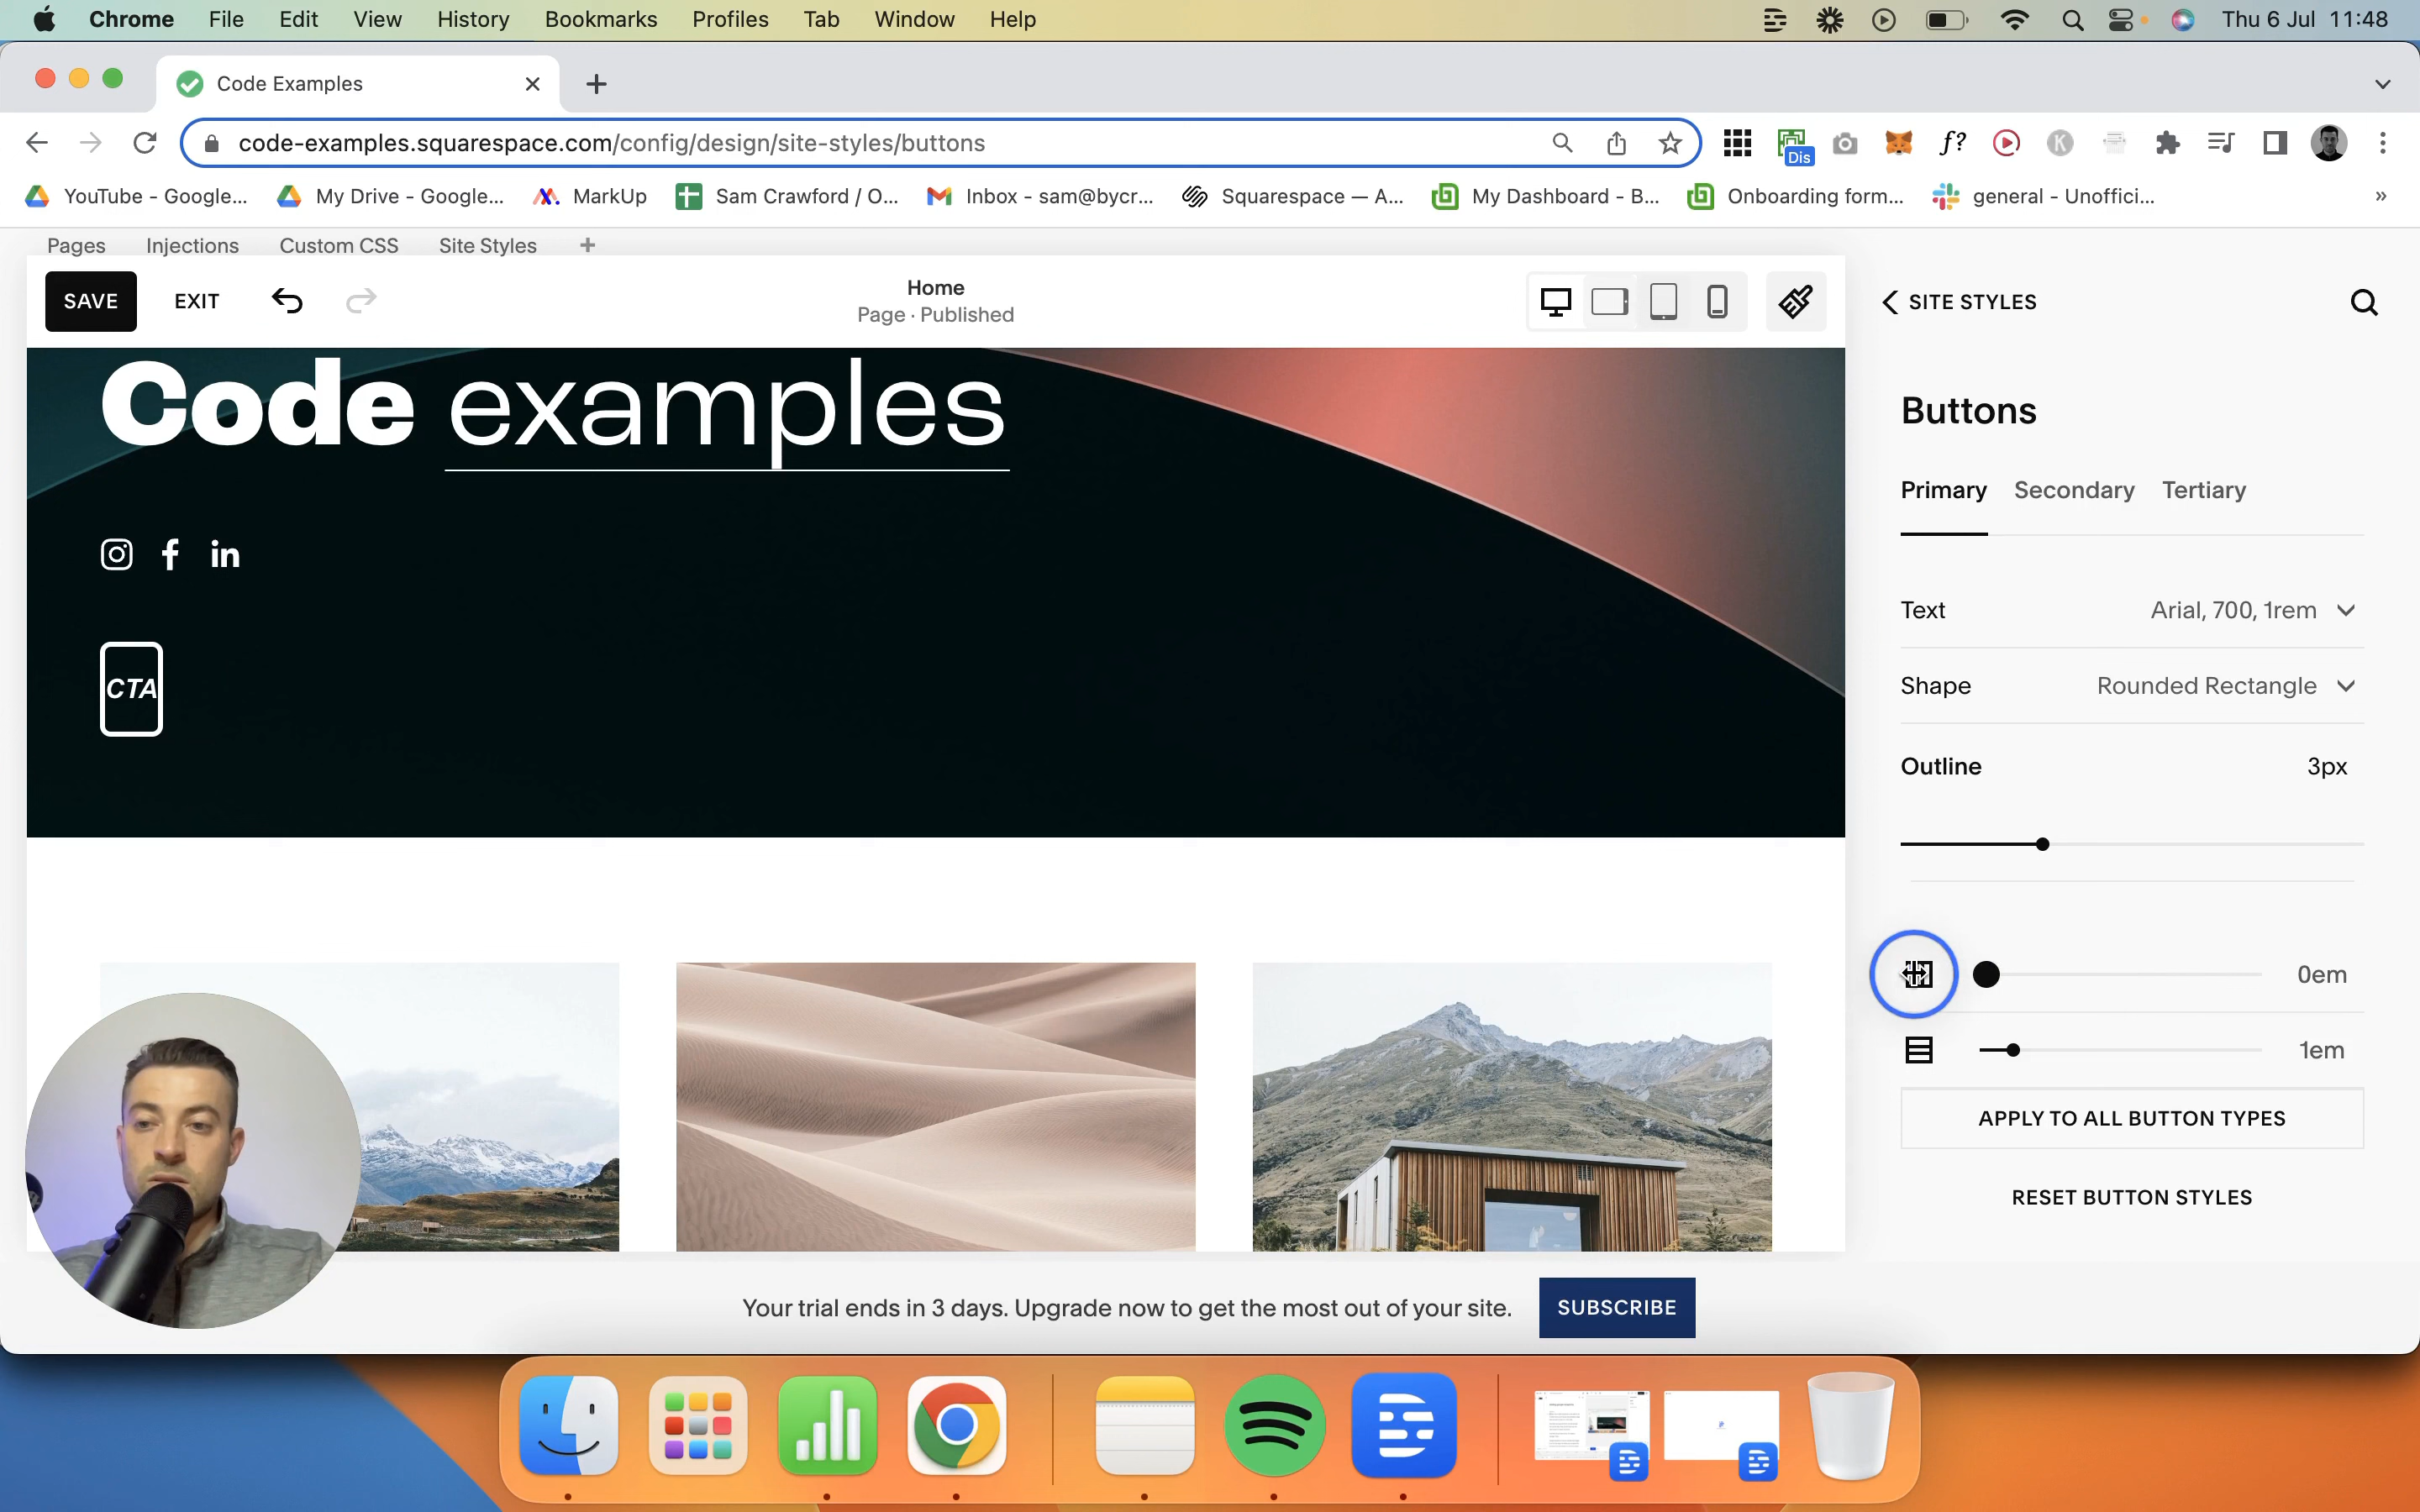 Chrome File Edit View History Bookmarks Profiles Tab Window Help Thu 6 Jul 11:48
Code Examples
code-examples.squarespace.com/config/design/site-styles/buttons
f?
Dis
K
YouTube - Google... My Drive - Google... MarkUp Sam Crawford / O... Inbox - sam@bycr... Squarespace — A... My Dashboard - B... Onboarding form... general - Unoffici... »
Pages Injections Custom CSS Site Styles +
SAVE EXIT
Home
Page · Published
SITE STYLES
Code examples
Buttons
Primary Secondary Tertiary
Text Arial, 700, 1rem
Shape Rounded Rectangle
CTA
Outline 3px
0em
1em
APPLY TO ALL BUTTON TYPES
RESET BUTTON STYLES
Your trial ends in 3 days. Upgrade now to get the most out of your site. SUBSCRIBE